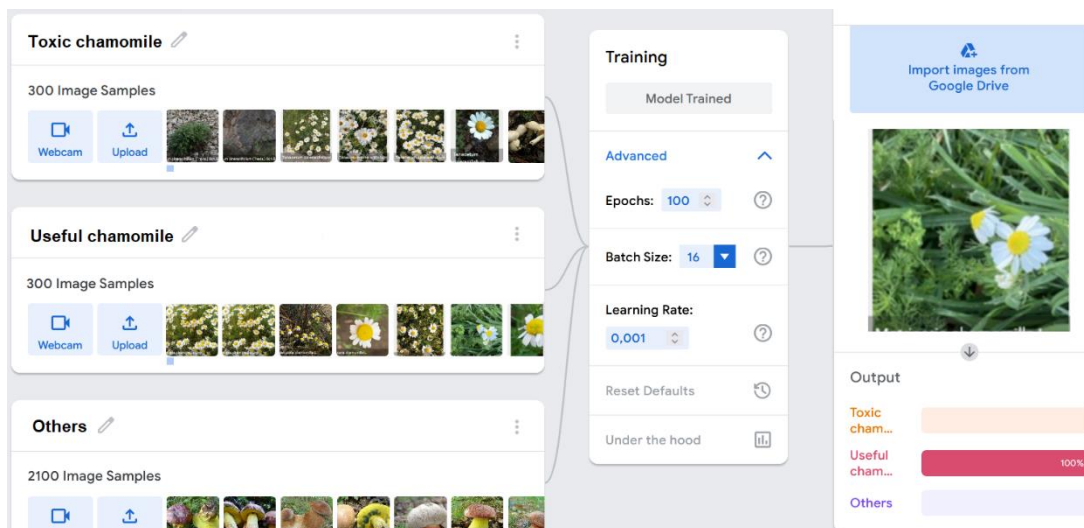 Toxic chamomile
300 Image Samples
Webcam
Upload
Useful chamomile
300 Image Samples
Webcam
Upload
Others
2100 Image Samples
Training
Model Trained
Advanced
Epochs: 100
Batch Size: 16
Learning Rate:
0,001
Reset Defaults
Under the hood
Import images from
Google Drive
Output
Toxic
cham...
Useful
cham...
100%
Others